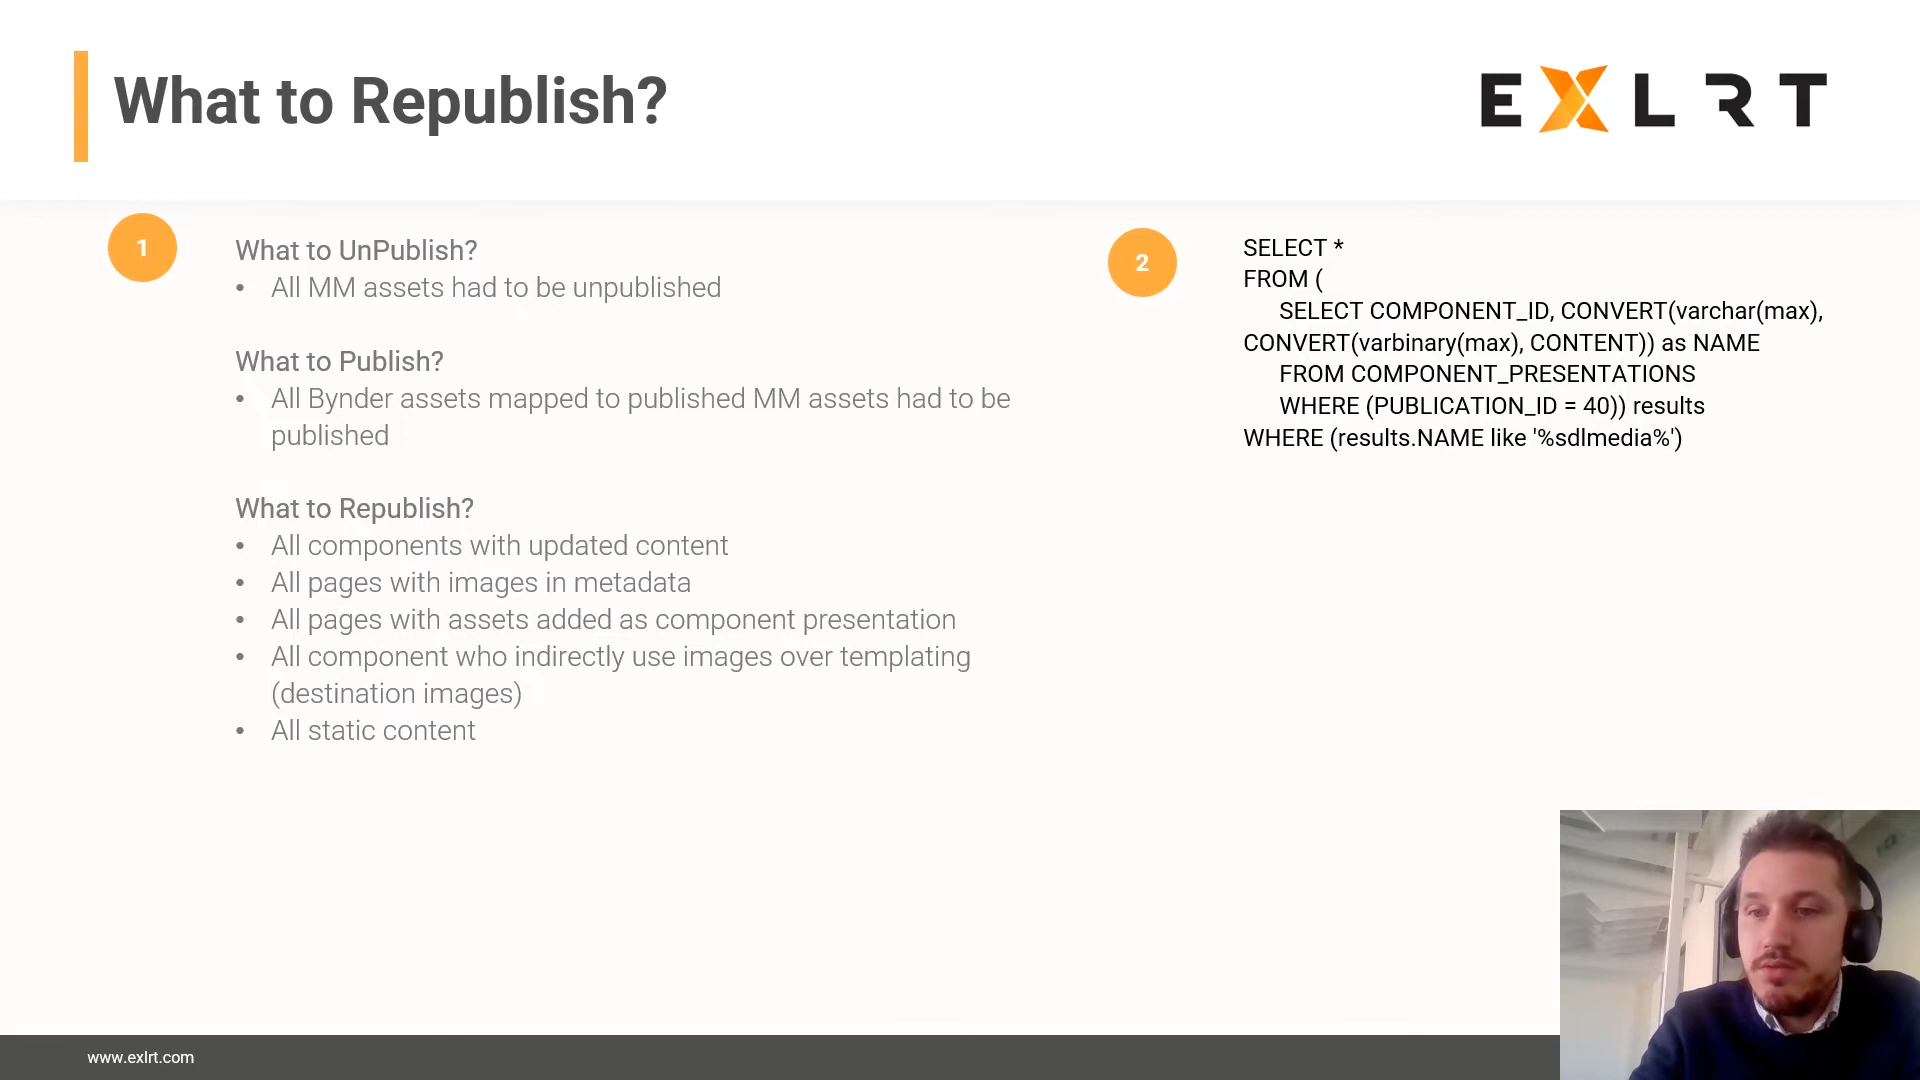 What to Republish?
EXLRT
1
What to UnPublish?
• All MM assets had to be unpublished
What to Publish?
• All Bynder assets mapped to published MM assets had to be
published
What to Republish?
• All components with updated content
• All pages with images in metadata
• All pages with assets added as component presentation
• All component who indirectly use images over templating
(destination images)
• All static content
2
SELECT *
FROM (
SELECT COMPONENT_ID, CONVERT(varchar(max),
CONVERT(varbinary(max), CONTENT)) as NAME
FROM COMPONENT_PRESENTATIONS
WHERE (PUBLICATION_ID = 40)) results
WHERE (results.NAME like '%sdlmedia%')
www.exlrt.com